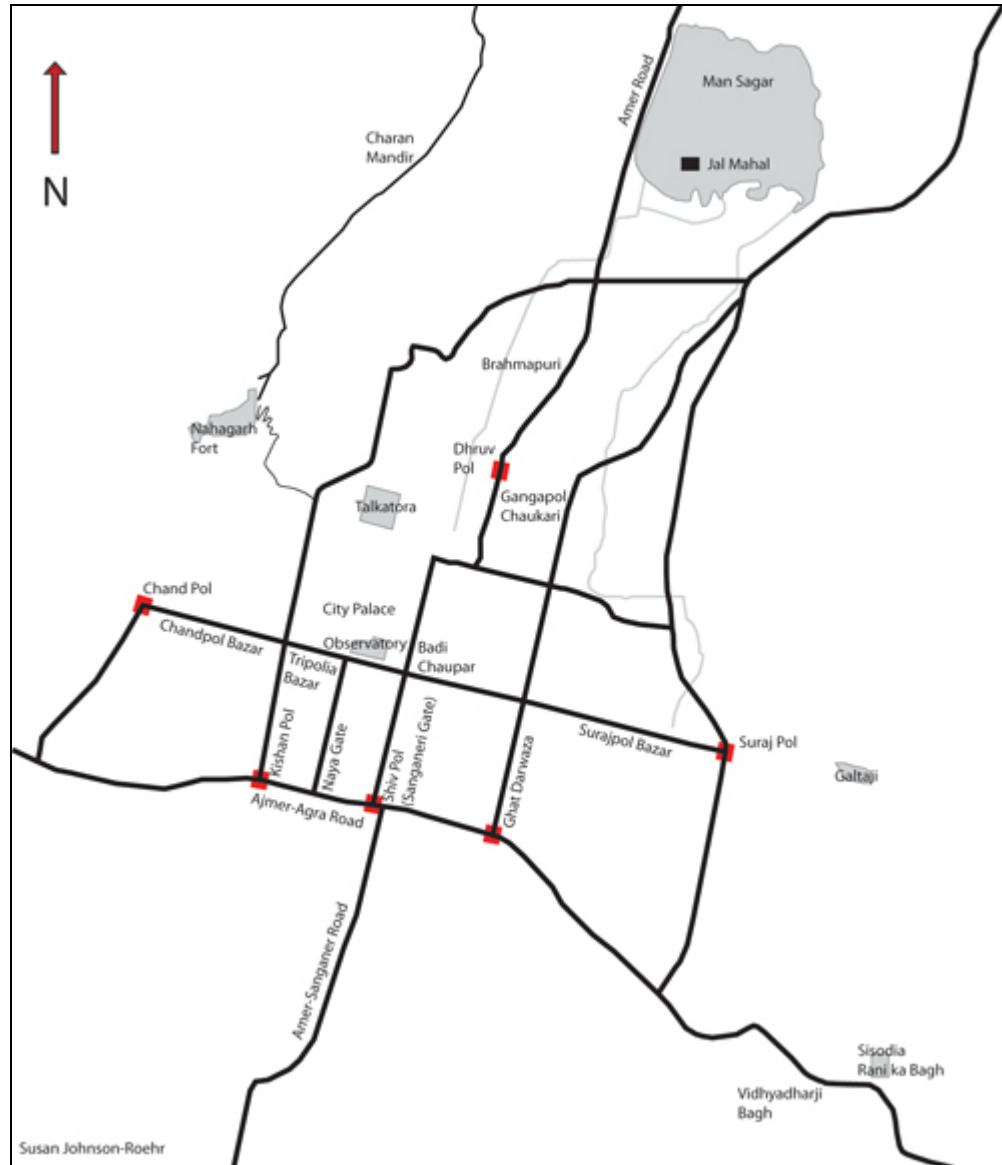 Amer Road
Man Sagar
Jal Mahal
Charan
Mandir
N
Brahmapuri
Nahagarh
Fort
Dhruv
Pol
Talkatora
Gangapol
Chaukari
Chand Pol
Chandpol Bazar
City Palace
Observatory
Badi
Chaupar
Tripolia
Bazar
Kishan Pol
Naya Gate
Shiv Pol
(Sanganeri Gate)
Ghat Darwaza
Surajpol Bazar
Suraj Pol
Galtaji
Ajmer-Agra Road
Amer-Sanganer Road
Sisodia
Rani ka Bagh
Vidhyadharji
Bagh
Susan Johnson-Roehr